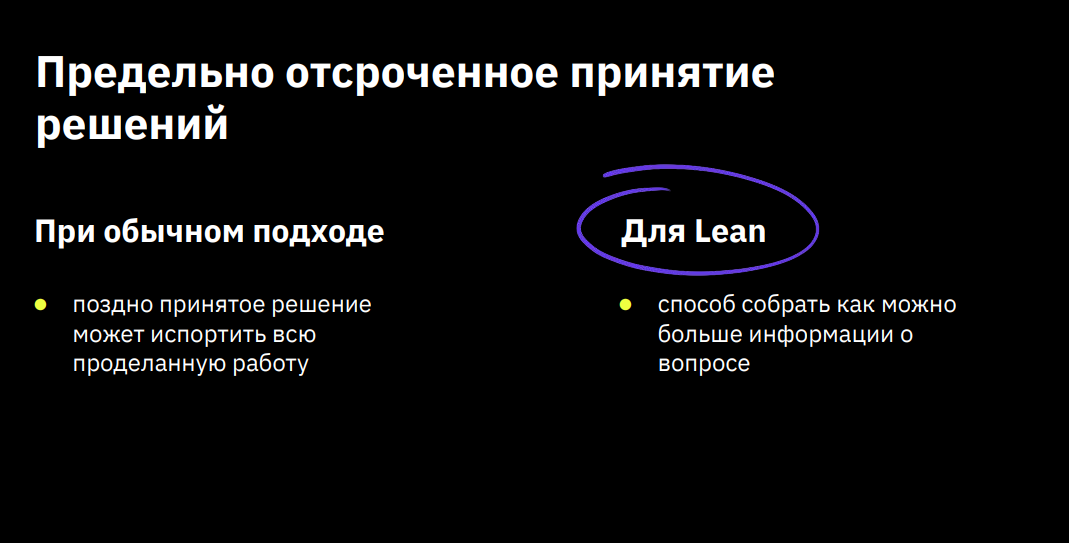 Предельно отсроченное принятие
решений
При обычном подходе
поздно принятое решение
может испортить всю
проделанную работу
Для Lean
способ собрать как можно
больше информации о
вопросе